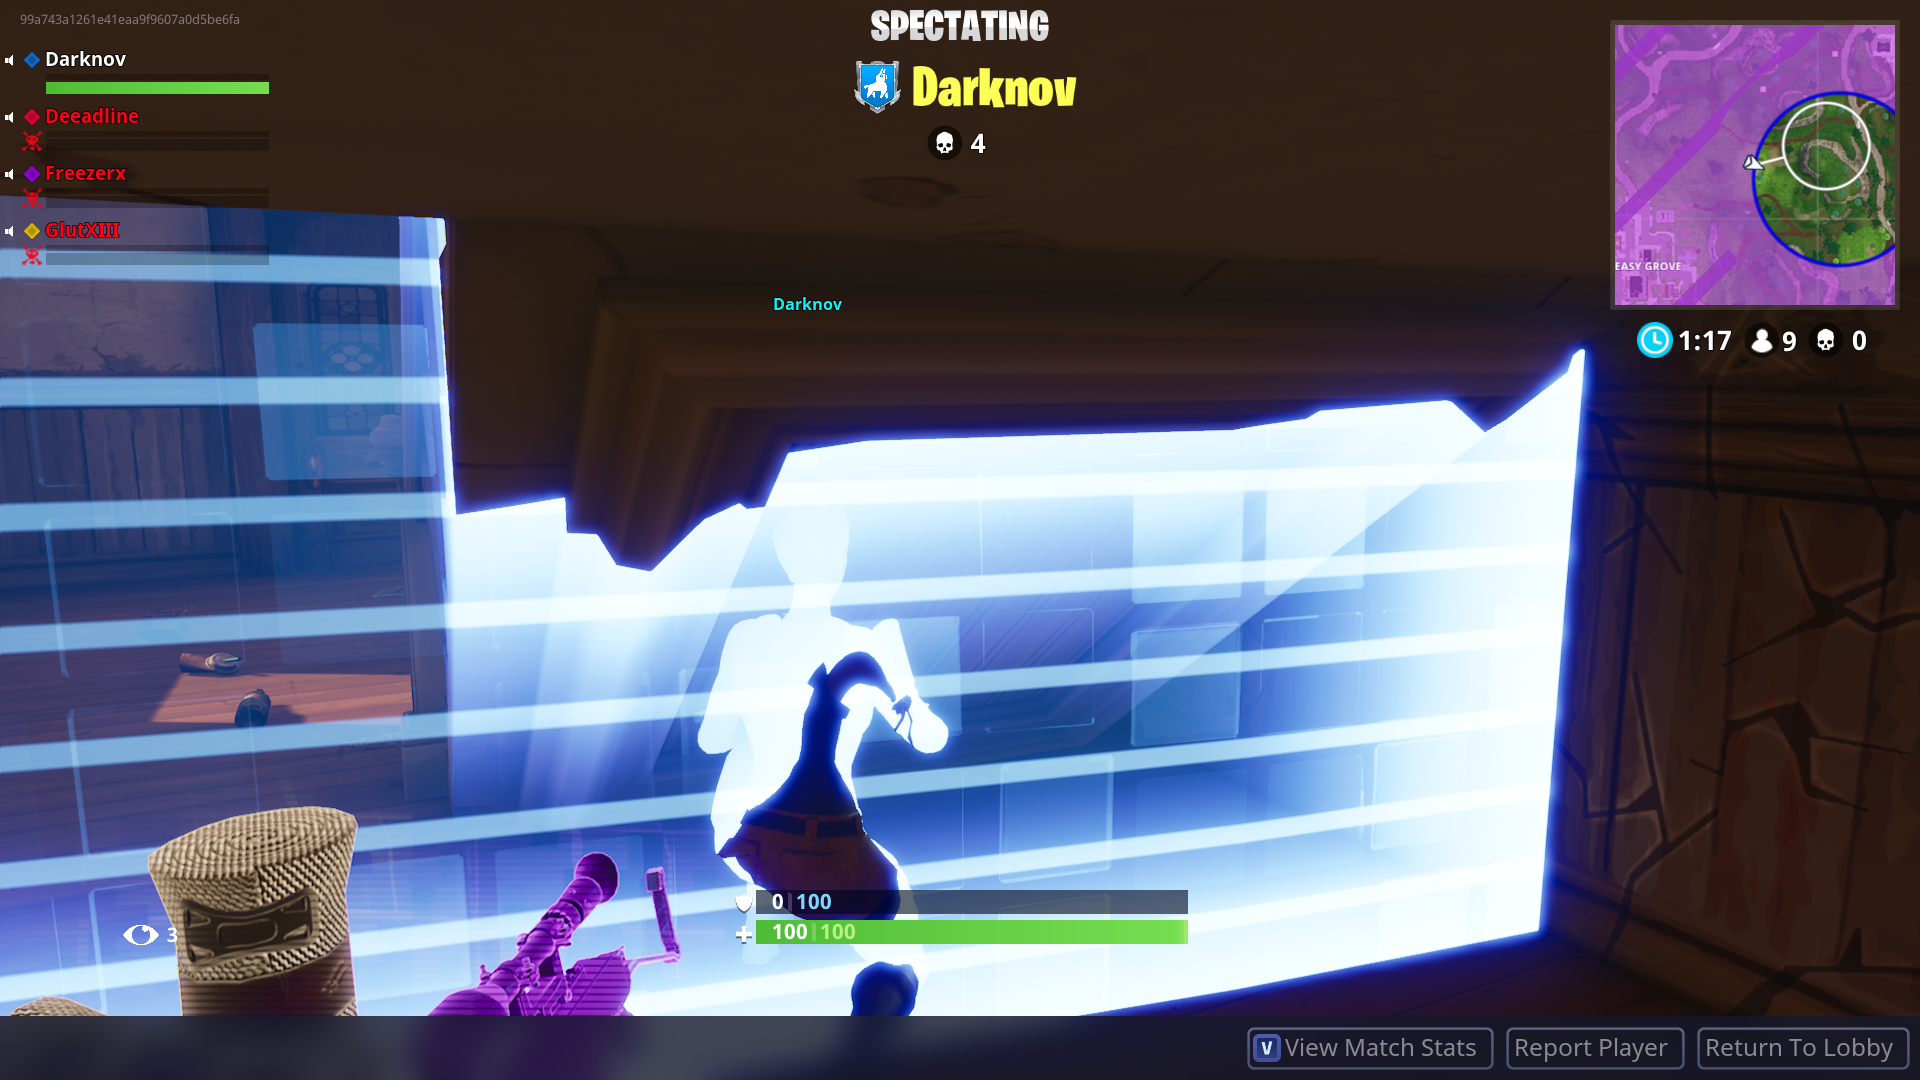 99a743a1261e41eaa9f9607a0d5be6fa
SPECTATING
Darknov
4
Darknov
Deeadline
Freezerx
GlutXIII
Darknov
EASY GROVE
1:17 9 0
3
0 | 100
100 | 100
V View Match Stats
Report Player
Return To Lobby